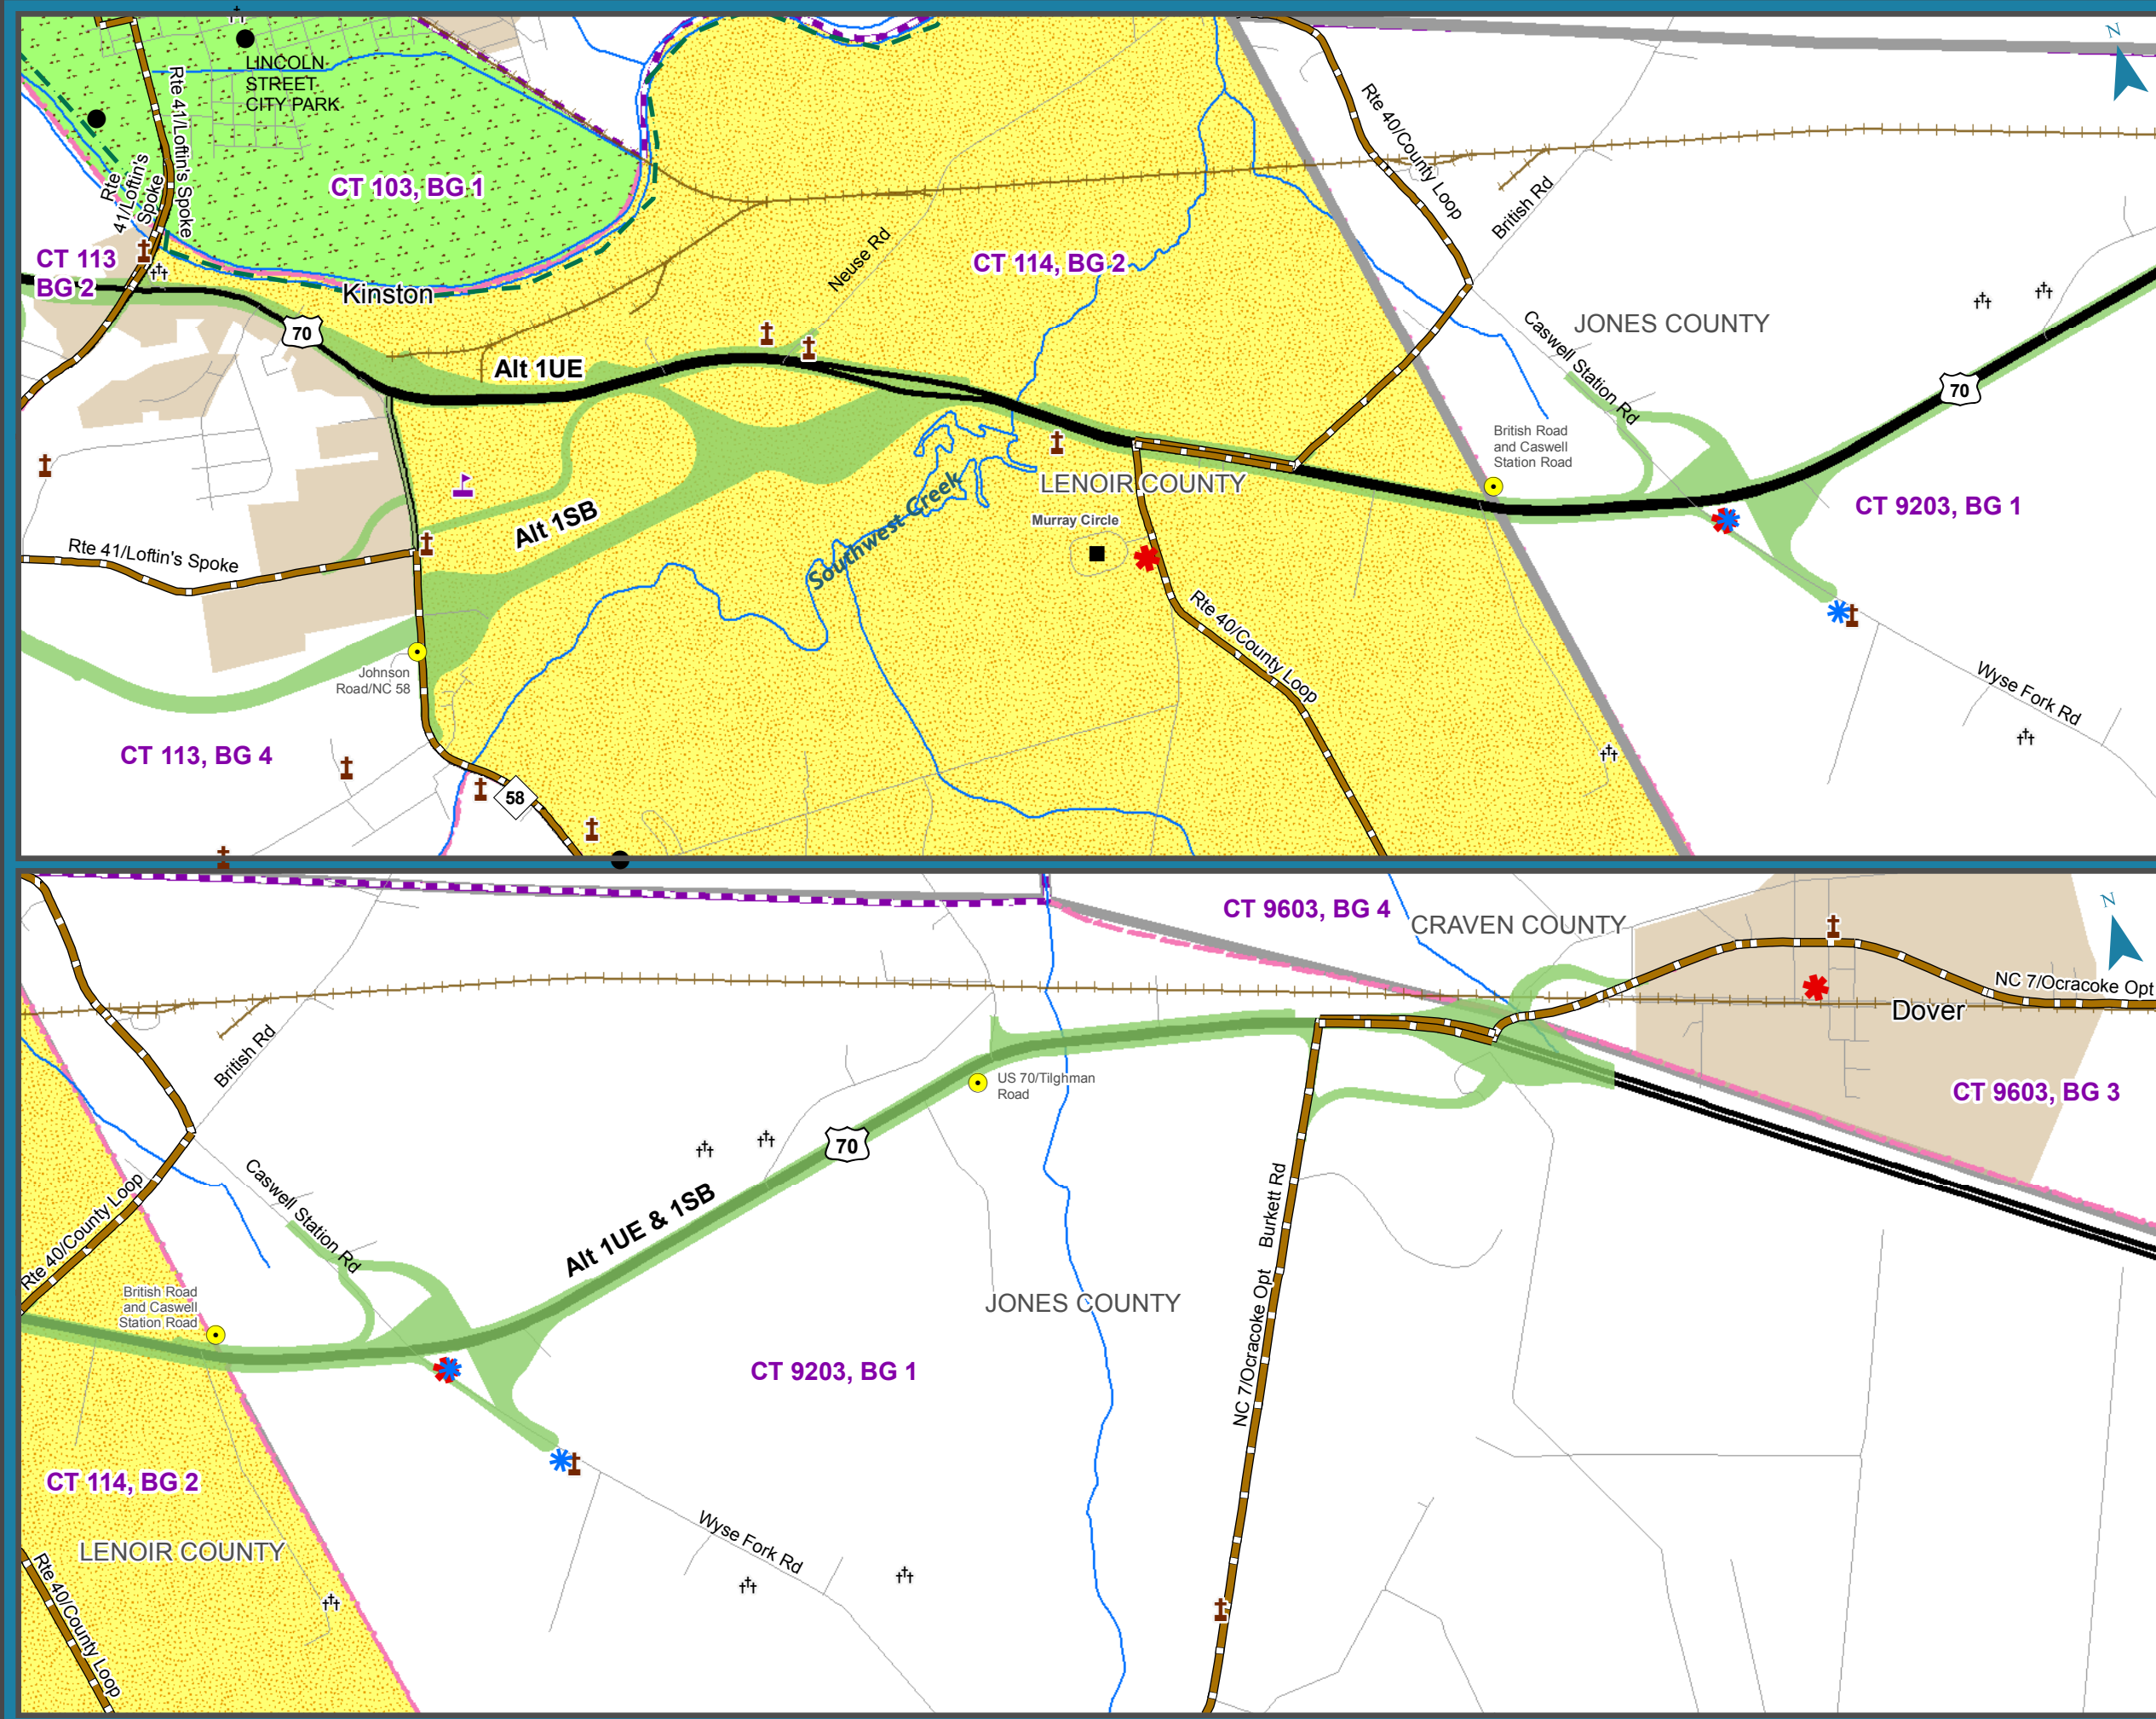 N
LINCOLN
STREET
CITY PARK
Rte 41/Loftin's Spoke
Rte
41/Loftin's
Spoke
CT 103, BG 1
CT 113
BG 2
Kinston
70
Alt 1UE
Neuse Rd
CT 114, BG 2
Rte 40/County Loop
British Rd
JONES COUNTY
Caswell Station Rd
70
British Road
and Caswell
Station Road
CT 9203, BG 1
LENOIR COUNTY
Southwest Creek
Murray Circle
Alt 1SB
Rte 41/Loftin's Spoke
Rte 40/County Loop
Johnson
Road/NC 58
Wyse Fork Rd
CT 113, BG 4
58
N
CT 9603, BG 4
CRAVEN COUNTY
NC 7/Ocracoke Opt
Dover
British Rd
US 70/Tilghman
Road
CT 9603, BG 3
70
Caswell Station Rd
Rte 40/County Loop
Alt 1UE & 1SB
Burkett Rd
British Road
and Caswell
Station Road
JONES COUNTY
NC 7/Ocracoke Opt
CT 9203, BG 1
CT 114, BG 2
Wyse Fork Rd
LENOIR COUNTY
Rte 40/County Loop